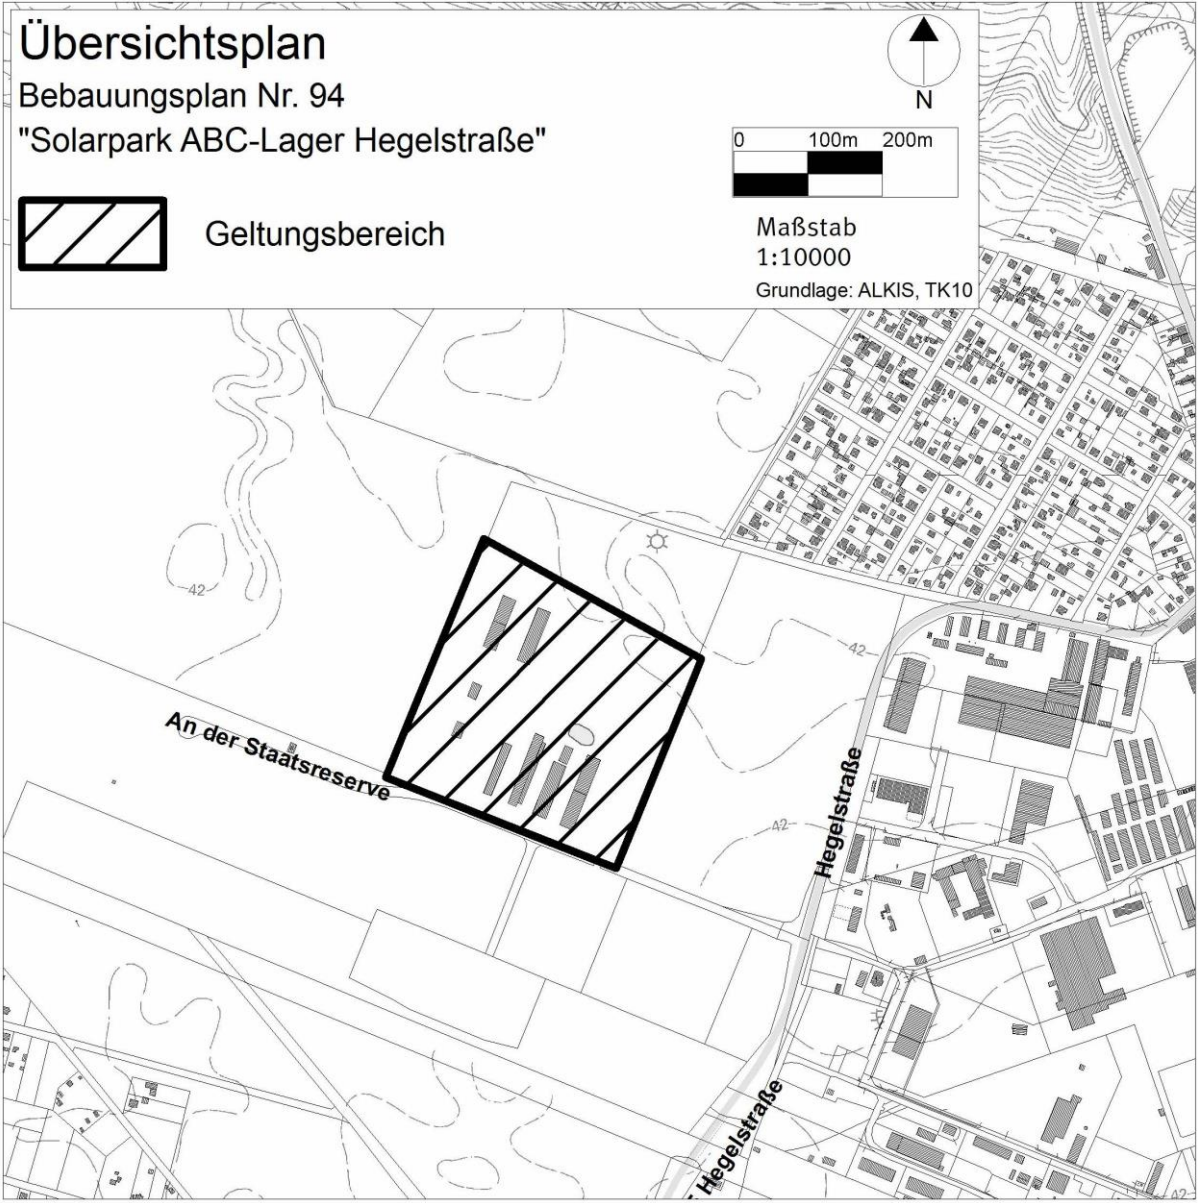 Übersichtsplan
Bebauungsplan Nr. 94
"Solarpark ABC-Lager Hegelstraße"
Geltungsbereich
N
0 100m 200m
Maßstab
1:10000
Grundlage: ALKIS, TK10
42
42
An der Staatsreserve
Hegelstraße
42
Hegelstraße
42